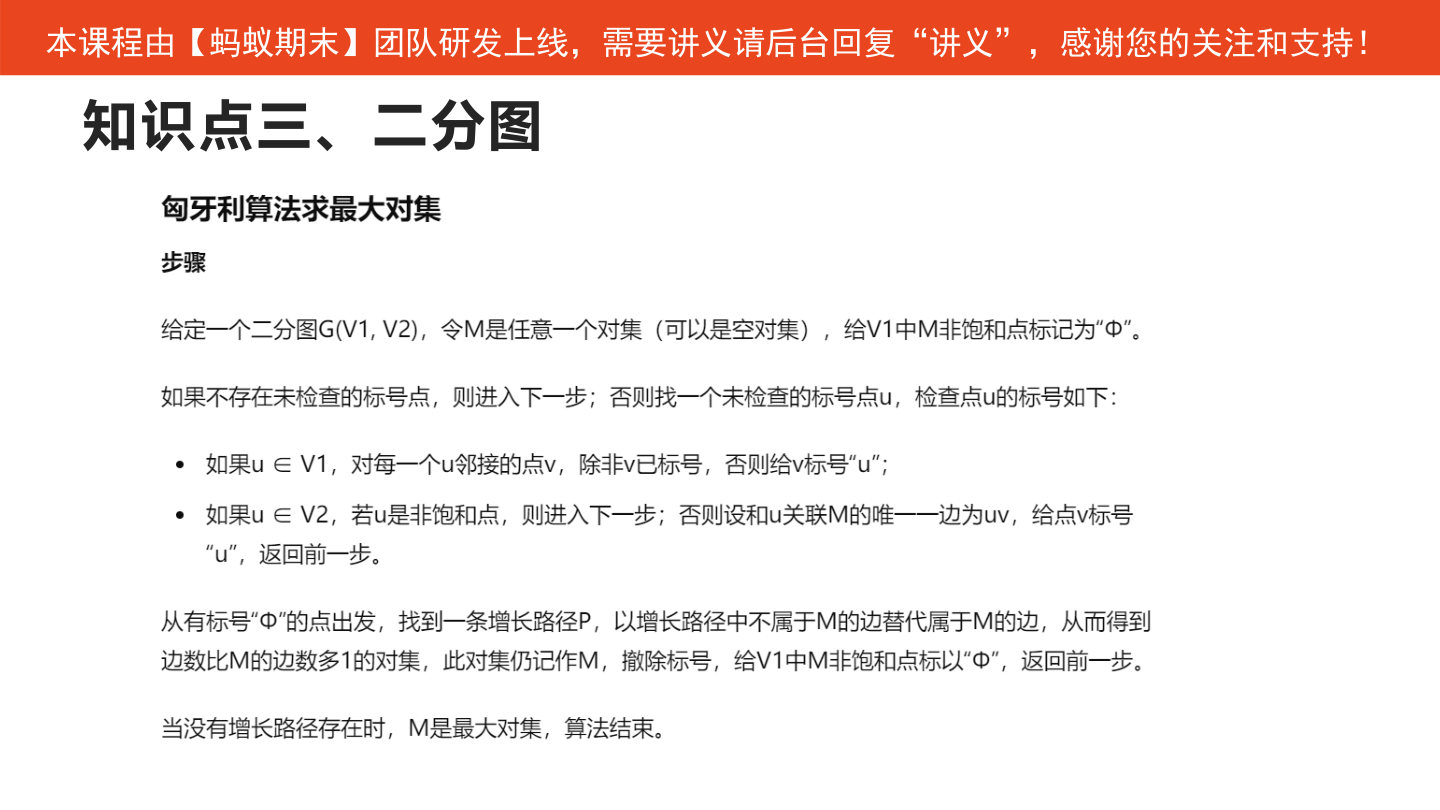 本课程由【蚂蚁期末】团队研发上线，需要讲义请后台回复“讲义”，感谢您的关注和支持！
知识点三、二分图
匈牙利算法求最大对集
步骤
给定一个二分图G(V1, V2)，令M是任意一个对集（可以是空对集），给V1中M非饱和点标记为“Φ”。
如果不存在未检查的标号点，则进入下一步；否则找一个未检查的标号点u，检查点u的标号如下：
• 如果u ∈ V1，对每一个u邻接的点v，除非v已标号，否则给v标号“u”；
• 如果u ∈ V2，若u是非饱和点，则进入下一步；否则设和u关联M的唯一一边为uv，给点v标号
“u”，返回前一步。
从有标号“Φ”的点出发，找到一条增长路径P，以增长路径中不属于M的边替代属于M的边，从而得到
边数比M的边数多1的对集，此对集仍记作M，撤除标号，给V1中M非饱和点标以“Φ”，返回前一步。
当没有增长路径存在时，M是最大对集，算法结束。